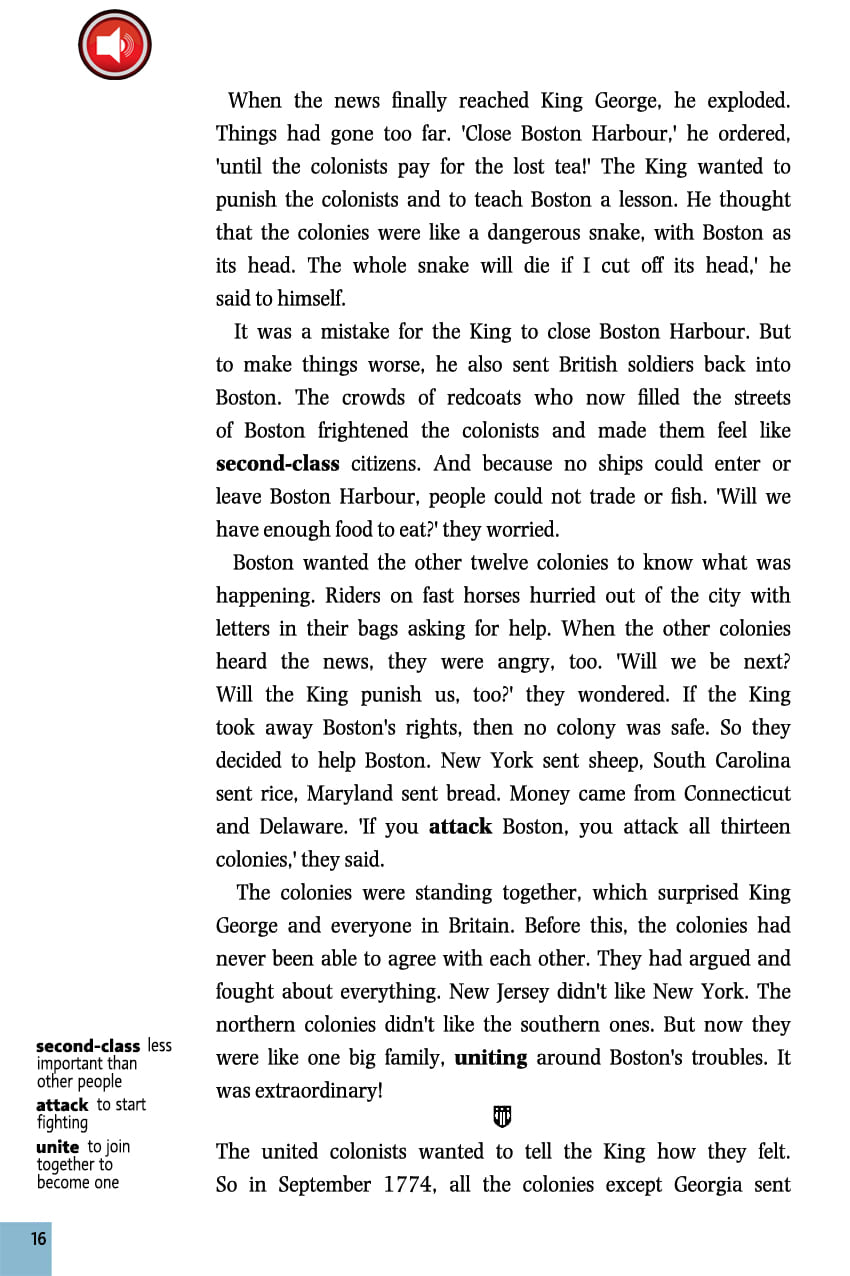 When the news finally reached King George, he exploded.
Things had gone too far. 'Close Boston Harbour,' he ordered,
'until the colonists pay for the lost tea!' The King wanted to
punish the colonists and to teach Boston a lesson. He thought
that the colonies were like a dangerous snake, with Boston as
its head. The whole snake will die if I cut off its head,' he
said to himself.
It was a mistake for the King to close Boston Harbour. But
to make things worse, he also sent British soldiers back into
Boston. The crowds of redcoats who now filled the streets
of Boston frightened the colonists and made them feel like
second-class citizens. And because no ships could enter or
leave Boston Harbour, people could not trade or fish. 'Will we
have enough food to eat?' they worried.
Boston wanted the other twelve colonies to know what was
happening. Riders on fast horses hurried out of the city with
letters in their bags asking for help. When the other colonies
heard the news, they were angry, too. 'Will we be next?
Will the King punish us, too?' they wondered. If the King
took away Boston's rights, then no colony was safe. So they
decided to help Boston. New York sent sheep, South Carolina
sent rice, Maryland sent bread. Money came from Connecticut
and Delaware. 'If you attack Boston, you attack all thirteen
colonies,' they said.
The colonies were standing together, which surprised King
George and everyone in Britain. Before this, the colonies had
never been able to agree with each other. They had argued and
fought about everything. New Jersey didn't like New York. The
northern colonies didn't like the southern ones. But now they
were like one big family, uniting around Boston's troubles. It
was extraordinary!
The united colonists wanted to tell the King how they felt.
So in September 1774, all the colonies except Georgia sent
second-class less
important than
other people
attack to start
fighting
unite to join
together to
become one
16